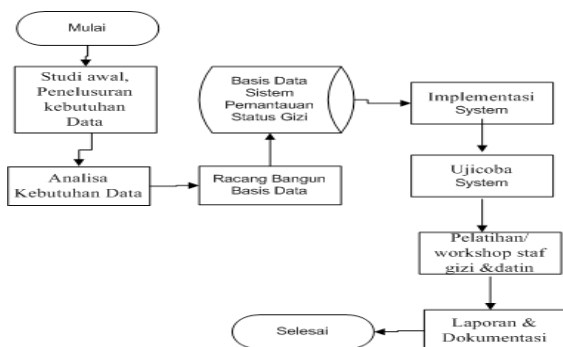 Mulai
Studi awal,
Penelusuran
kebutuhan
Data
Analisa
Kebutuhan Data
Racang Bangun
Basis Data
Basis Data
Sistem
Pemantauan
Status Gizi
Implementasi
System
Ujicoba
System
Pelatihan/
workshop staf
gizi &datin
Laporan &
Dokumentasi
Selesai